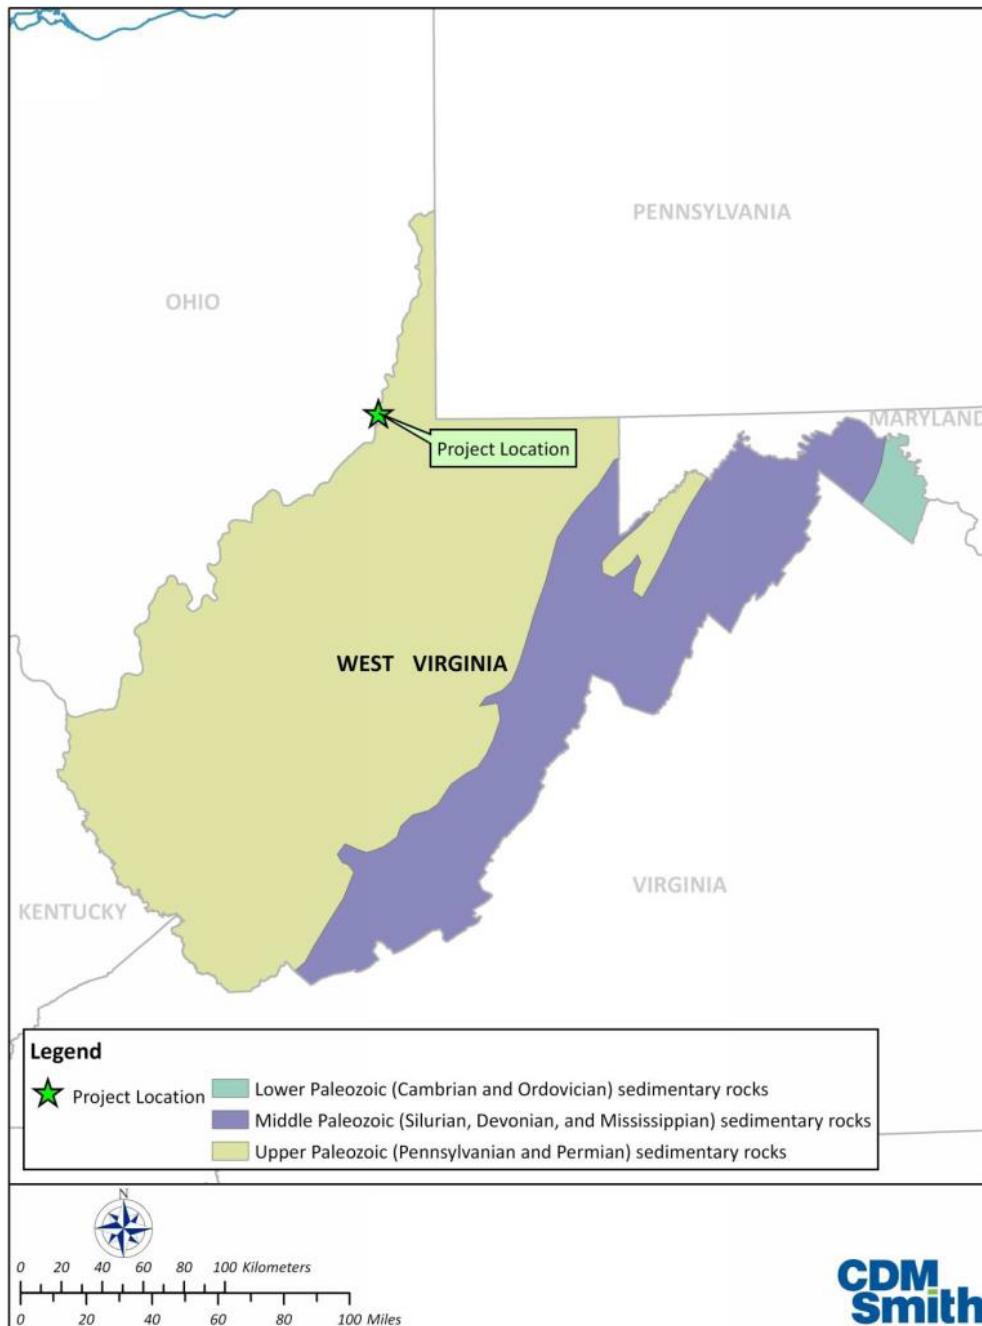 PENNSYLVANIA
OHIO
MARYLAND
Project Location
WEST VIRGINIA
VIRGINIA
KENTUCKY
Legend
Project Location
Lower Paleozoic (Cambrian and Ordovician) sedimentary rocks
Middle Paleozoic (Silurian, Devonian, and Mississippian) sedimentary rocks
Upper Paleozoic (Pennsylvanian and Permian) sedimentary rocks
N
0 20 40 60 80 100 Kilometers
0 20 40 60 80 100 Miles
CDM
Smith